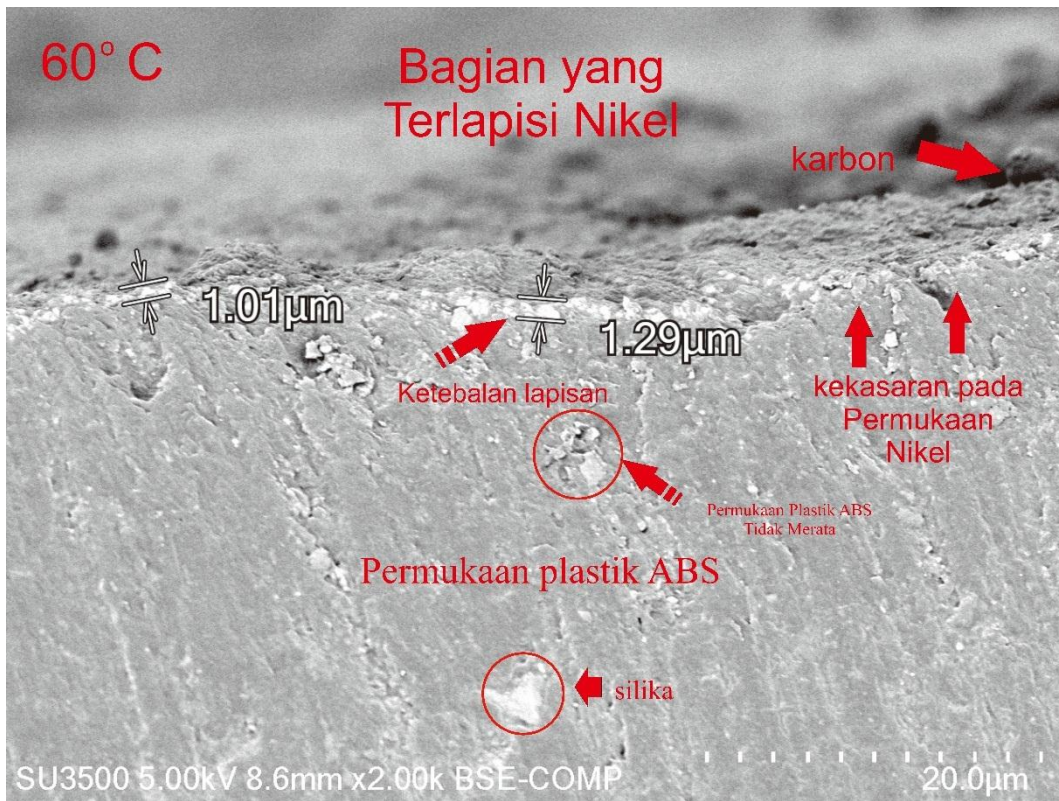 60° C
Bagian yang
Terlapisi Nikel
karbon
1.01µm
1.29µm
Ketebalan lapisan
kekasaran pada
Permukaan
Nikel
Permukaan Plastik ABS
Tidak Merata
Permukaan plastik ABS
silika
SU3500 5.00kV 8.6mm x2.00k BSE-COMP
20.0µm